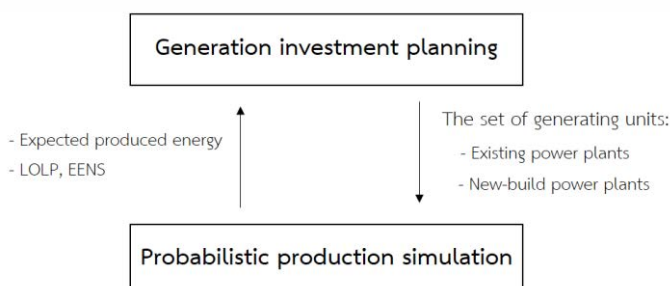 Generation investment planning
- Expected produced energy
- LOLP, EENS
The set of generating units:
- Existing power plants
- New-build power plants
Probabilistic production simulation